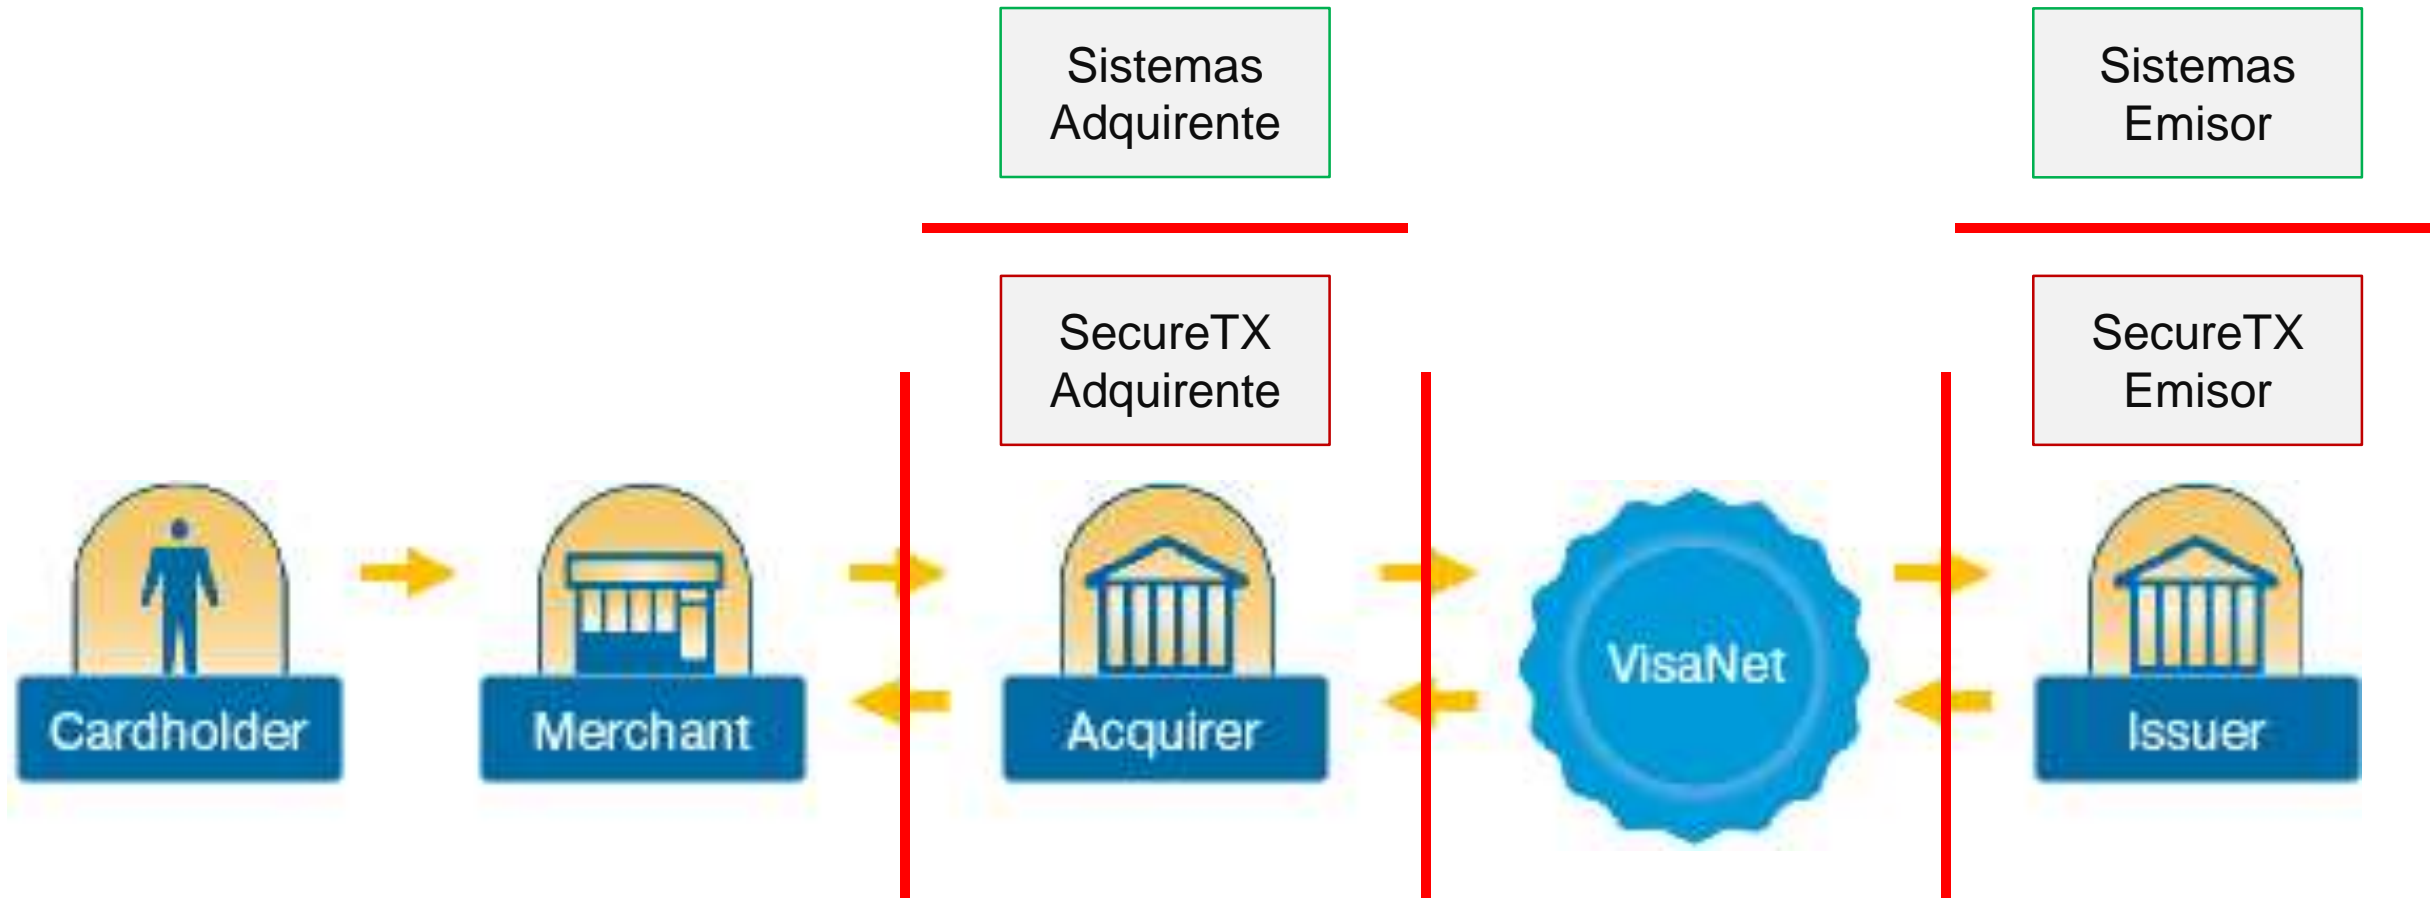 Sistemas
Adquirente
Sistemas
Emisor
SecureTX
Adquirente
SecureTX
Emisor
Cardholder
Merchant
Acquirer
VisaNet
Issuer